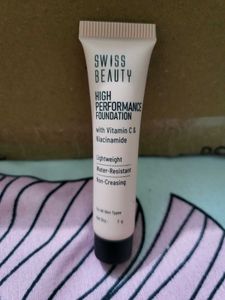 SWISS
BEAUTY
HIGH
PERFORMANCE
FOUNDATION
with Vitamin C &
Niacinamide
Lightweight
Water-Resistant
Non-Creasing